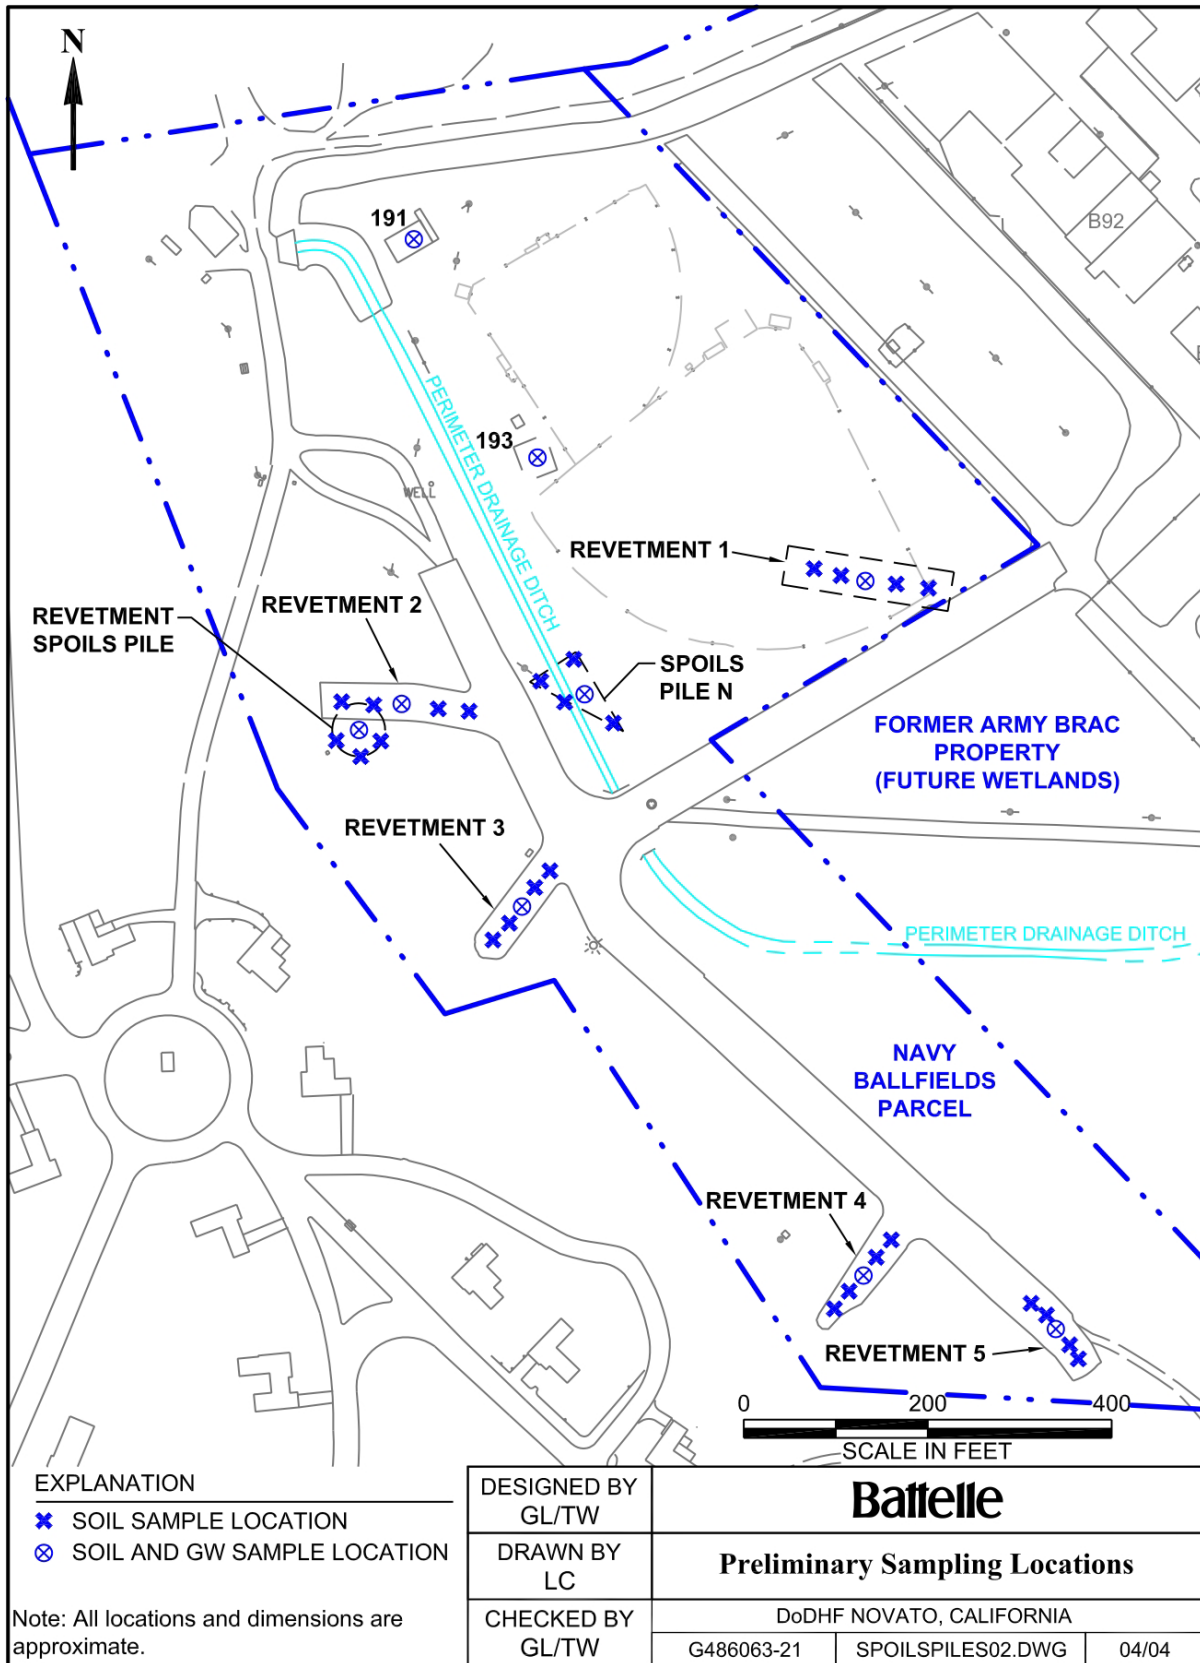 N
191
B92
PERIMETER DRAINAGE DITCH
193
WELL
REVETMENT 1
REVETMENT 2
REVETMENT
SPOILS PILE
SPOILS
PILE N
FORMER ARMY BRAC
PROPERTY
(FUTURE WETLANDS)
REVETMENT 3
PERIMETER DRAINAGE DITCH
NAVY
BALLFIELDS
PARCEL
REVETMENT 4
REVETMENT 5
0 200 400
SCALE IN FEET
EXPLANATION
SOIL SAMPLE LOCATION
SOIL AND GW SAMPLE LOCATION
Note: All locations and dimensions are
approximate.
DESIGNED BY
GL/TW
DRAWN BY
LC
CHECKED BY
GL/TW
Battelle
Preliminary Sampling Locations
DoDHF NOVATO, CALIFORNIA
G486063-21 SPOILSPILES02.DWG 04/04